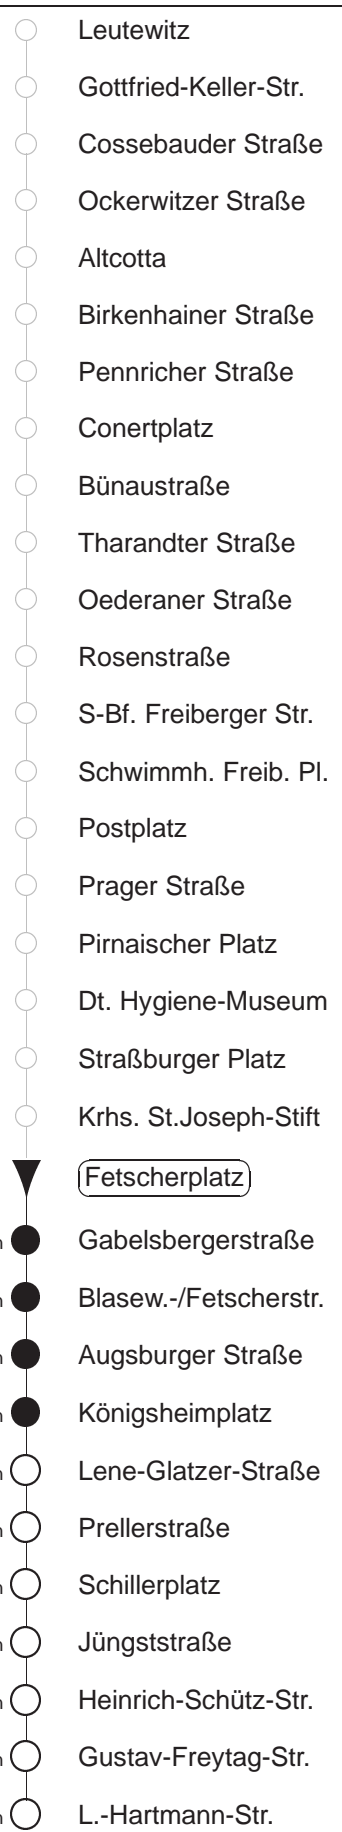 Leutewitz
Gottfried-Keller-Str.
Cossebauder Straße
Ockerwitzer Straße
Altcotta
Birkenhainer Straße
Pennricher Straße
Conertplatz
Bünaustraße
Tharandter Straße
Oederaner Straße
Rosenstraße
S-Bf. Freiberger Str.
Schwimmh. Freib. Pl.
Postplatz
Prager Straße
Pirnaischer Platz
Dt. Hygiene-Museum
Straßburger Platz
Krhs. St.Joseph-Stift
Fetscherplatz
Gabelsbergerstraße
Blasew.-/Fetscherstr.
Augsburger Straße
Königsheimplatz
Lene-Glatzer-Straße
Prellerstraße
Schillerplatz
Jüngststraße
Heinrich-Schütz-Str.
Gustav-Freytag-Str.
L.-Hartmann-Str.